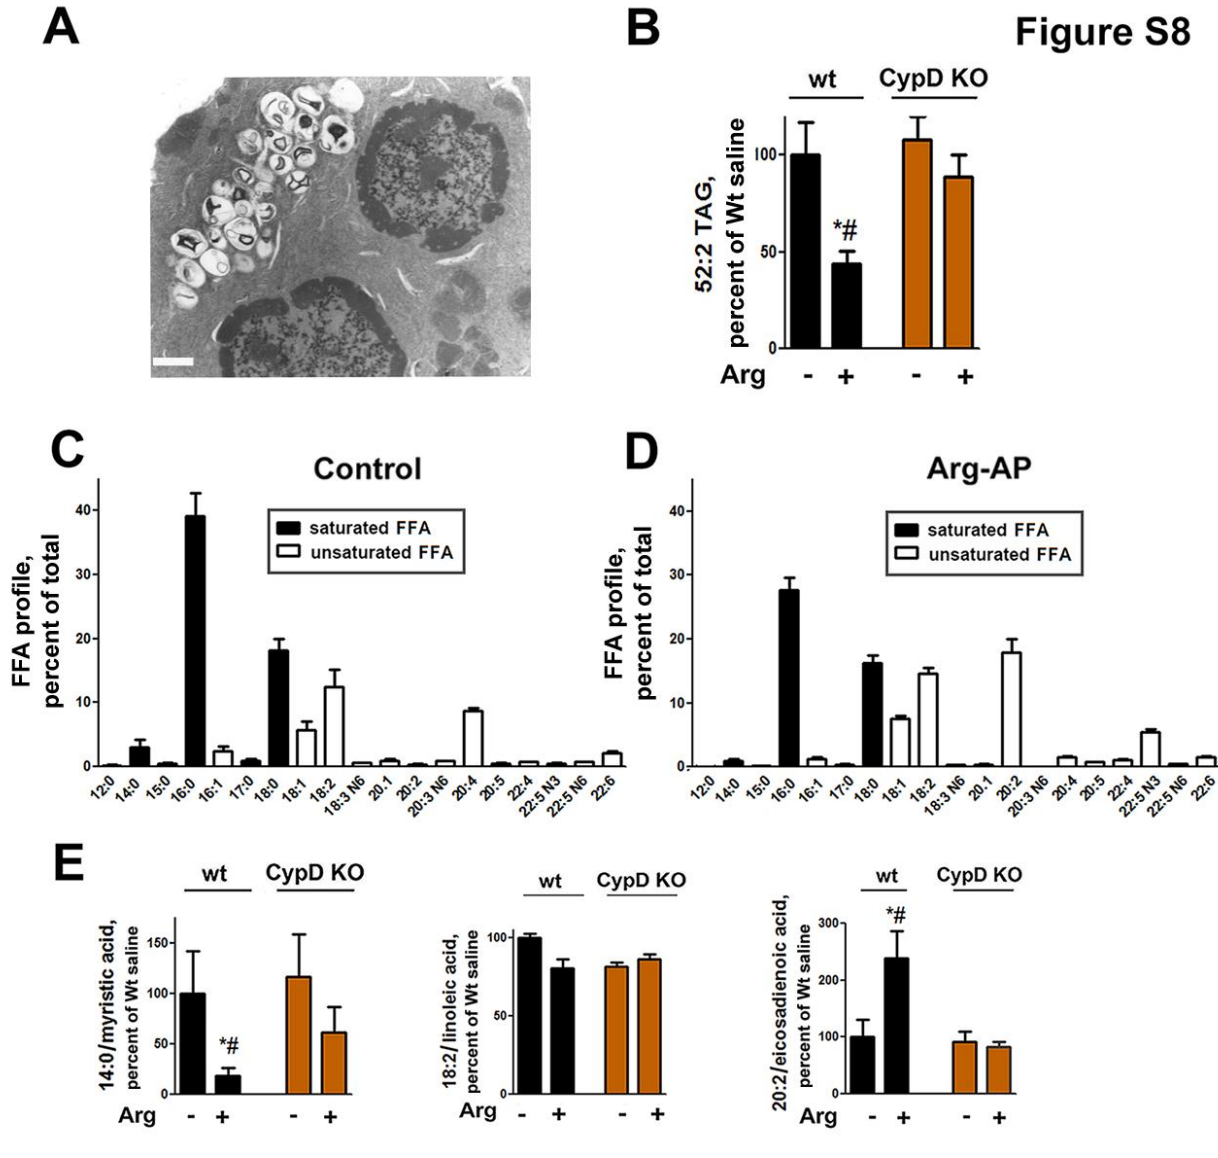 Figure S8
A
B
wt CypD KO
52:2 TAG,
percent of Wt saline
100
50
0
*#
Arg - + - +
C
Control
saturated FFA
unsaturated FFA
FFA profile,
percent of total
40
30
20
10
0
12:0 14:0 15:0 16:0 16:1 17:0 18:0 18:1 18:2 18:3 N6 20:1 20:2 20:3 N6 20:4 20:5 22:4 22:5 N3 22:5 N6 22:6
D
Arg-AP
saturated FFA
unsaturated FFA
FFA profile,
percent of total
40
30
20
10
0
12:0 14:0 15:0 16:0 16:1 17:0 18:0 18:1 18:2 18:3 N6 20:1 20:2 20:3 N6 20:4 20:5 22:4 22:5 N3 22:5 N6 22:6
E
wt CypD KO
14:0/myristic acid,
percent of Wt saline
150
100
50
0
*#
Arg - + - +
wt CypD KO
18:2/linoleic acid,
percent of Wt saline
100
50
0
Arg - + - +
wt CypD KO
20:2/eicosadienoic acid,
percent of Wt saline
300
200
100
0
*#
Arg - + - +